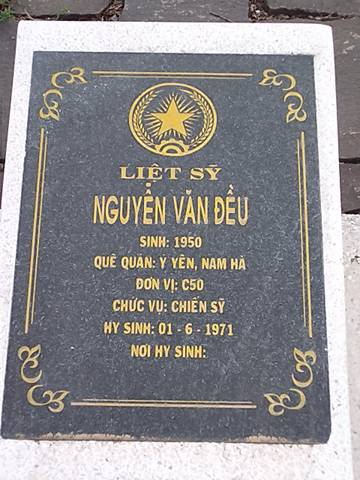 LIỆT SỸ
NGUYỄN VĂN ĐỀU
SINH: 1950
QUÊ QUÁN: Ý YÊN, NAM HÀ
ĐƠN VỊ: C50
CHỨC VỤ: CHIẾN SỸ
HY SINH: 01 - 6 - 1971
NƠI HY SINH: